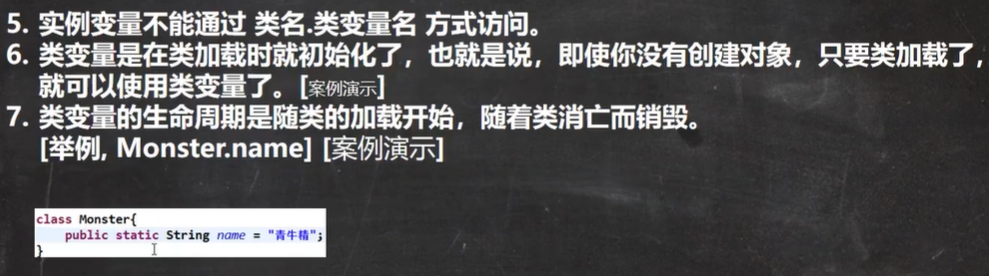 5. 实例变量不能通过 类名.类变量名 方式访问。
6. 类变量是在类加载时就初始化了，也就是说，即使你没有创建对象，只要类加载了，
就可以使用类变量了。[案例演示]
7. 类变量的生命周期是随类的加载开始，随着类消亡而销毁。
[举例, Monster.name] [案例演示]
class Monster{
public static String name = "青牛精";
}